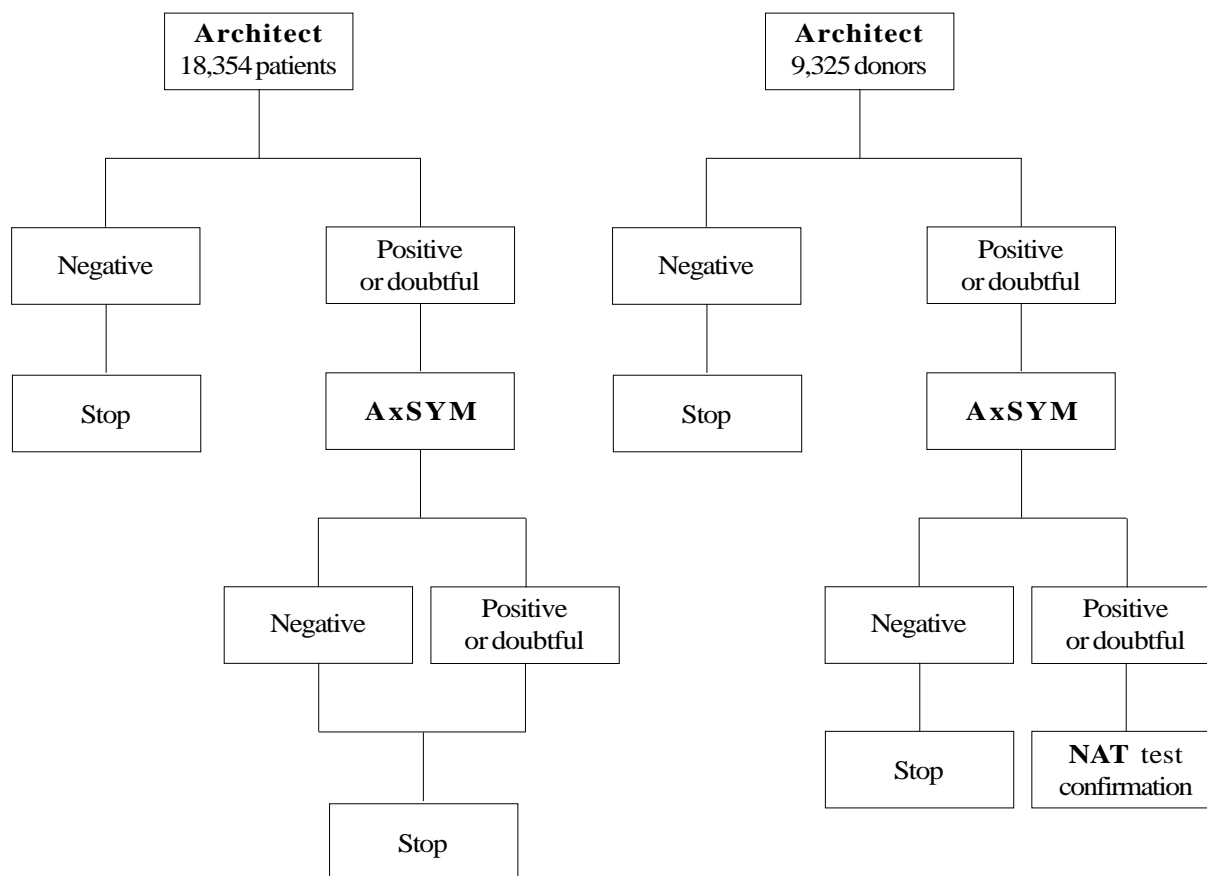 Architect
18,354 patients
Negative
Positive
or doubtful
Stop
AxSYM
Negative
Positive
or doubtful
Stop
Architect
9,325 donors
Negative
Positive
or doubtful
Stop
AxSYM
Negative
Positive
or doubtful
Stop
NAT test
confirmation